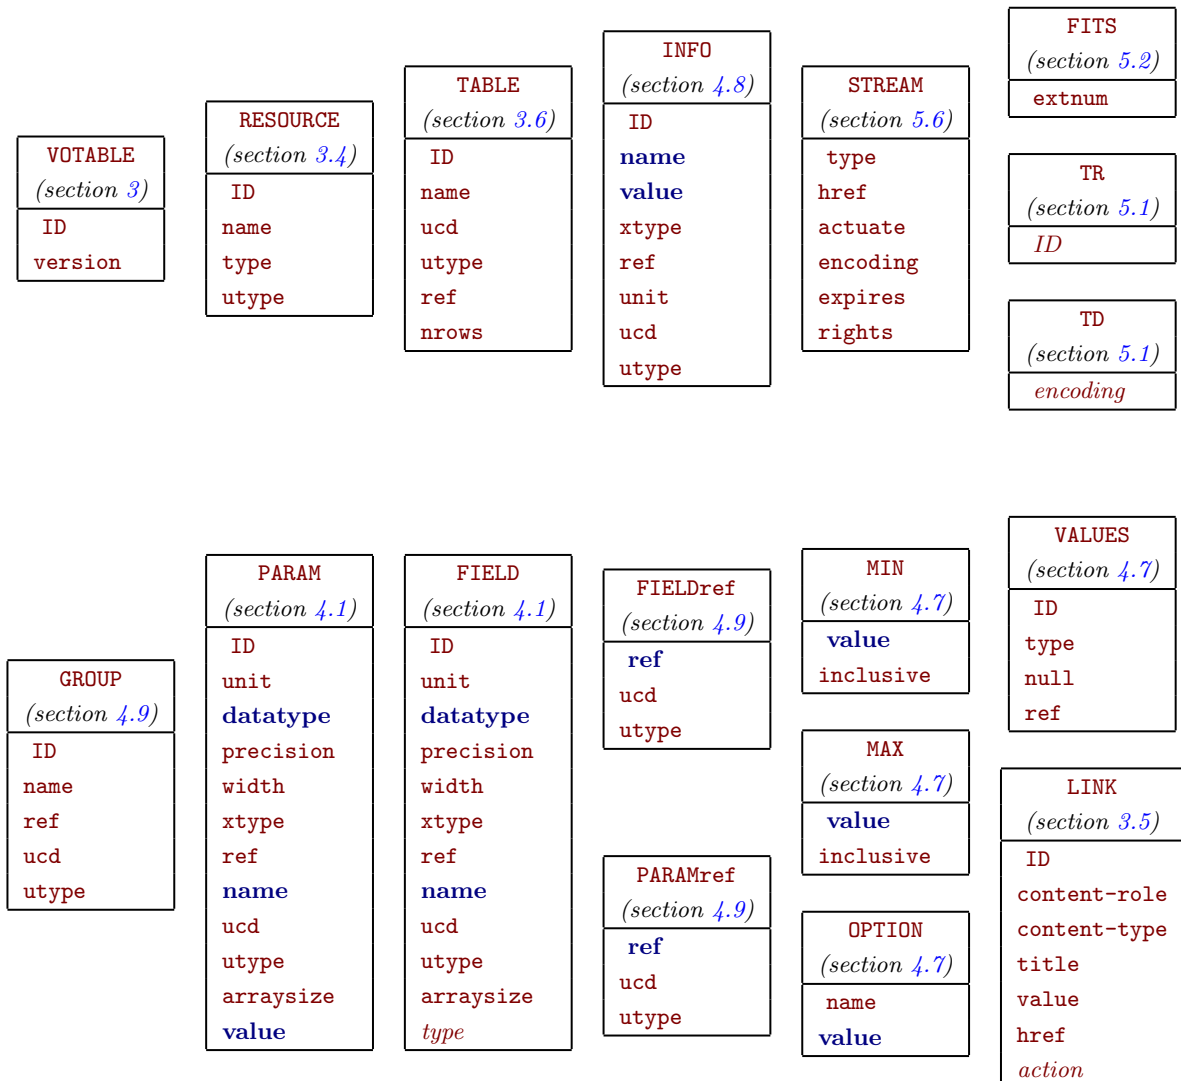 VOTABLE
(section 3)
ID
version
RESOURCE
(section 3.4)
ID
name
type
utype
TABLE
(section 3.6)
ID
name
ucd
utype
ref
nrows
INFO
(section 4.8)
ID
name
value
xtype
ref
unit
ucd
utype
STREAM
(section 5.6)
type
href
actuate
encoding
expires
rights
FITS
(section 5.2)
extnum
TR
(section 5.1)
ID
TD
(section 5.1)
encoding
GROUP
(section 4.9)
ID
name
ref
ucd
utype
PARAM
(section 4.1)
ID
unit
datatype
precision
width
xtype
ref
name
ucd
utype
arraysize
value
FIELD
(section 4.1)
ID
unit
datatype
precision
width
xtype
ref
name
ucd
utype
arraysize
type
FIELDref
(section 4.9)
ref
ucd
utype
PARAMref
(section 4.9)
ref
ucd
utype
MIN
(section 4.7)
value
inclusive
MAX
(section 4.7)
value
inclusive
OPTION
(section 4.7)
name
value
VALUES
(section 4.7)
ID
type
null
ref
LINK
(section 3.5)
ID
content-role
content-type
title
value
href
action